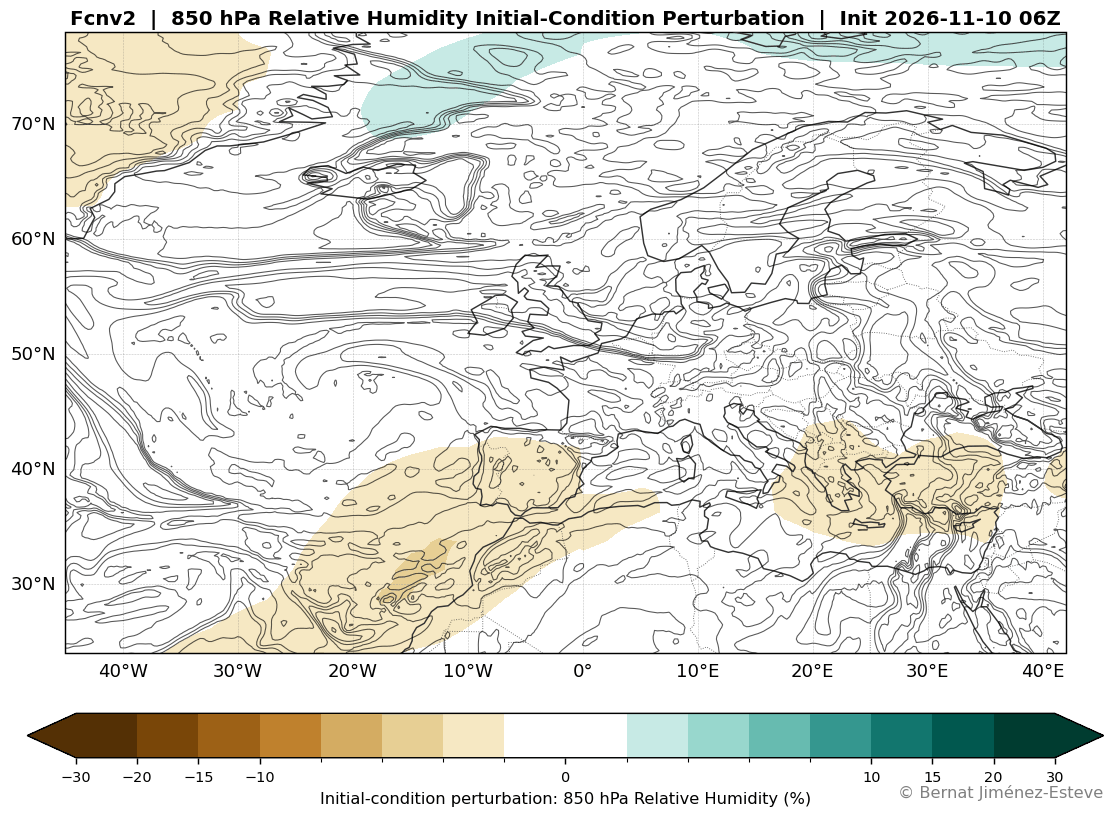 Fcnv2 | 850 hPa Relative Humidity Initial-Condition Perturbation | Init 2026-11-10 06Z
70°N
60°N
50°N
40°N
30°N
40°W 30°W 20°W 10°W 0° 10°E 20°E 30°E 40°E
−30 −20 −15 −10 0 10 15 20 30
Initial-condition perturbation: 850 hPa Relative Humidity (%)
© Bernat Jiménez-Esteve